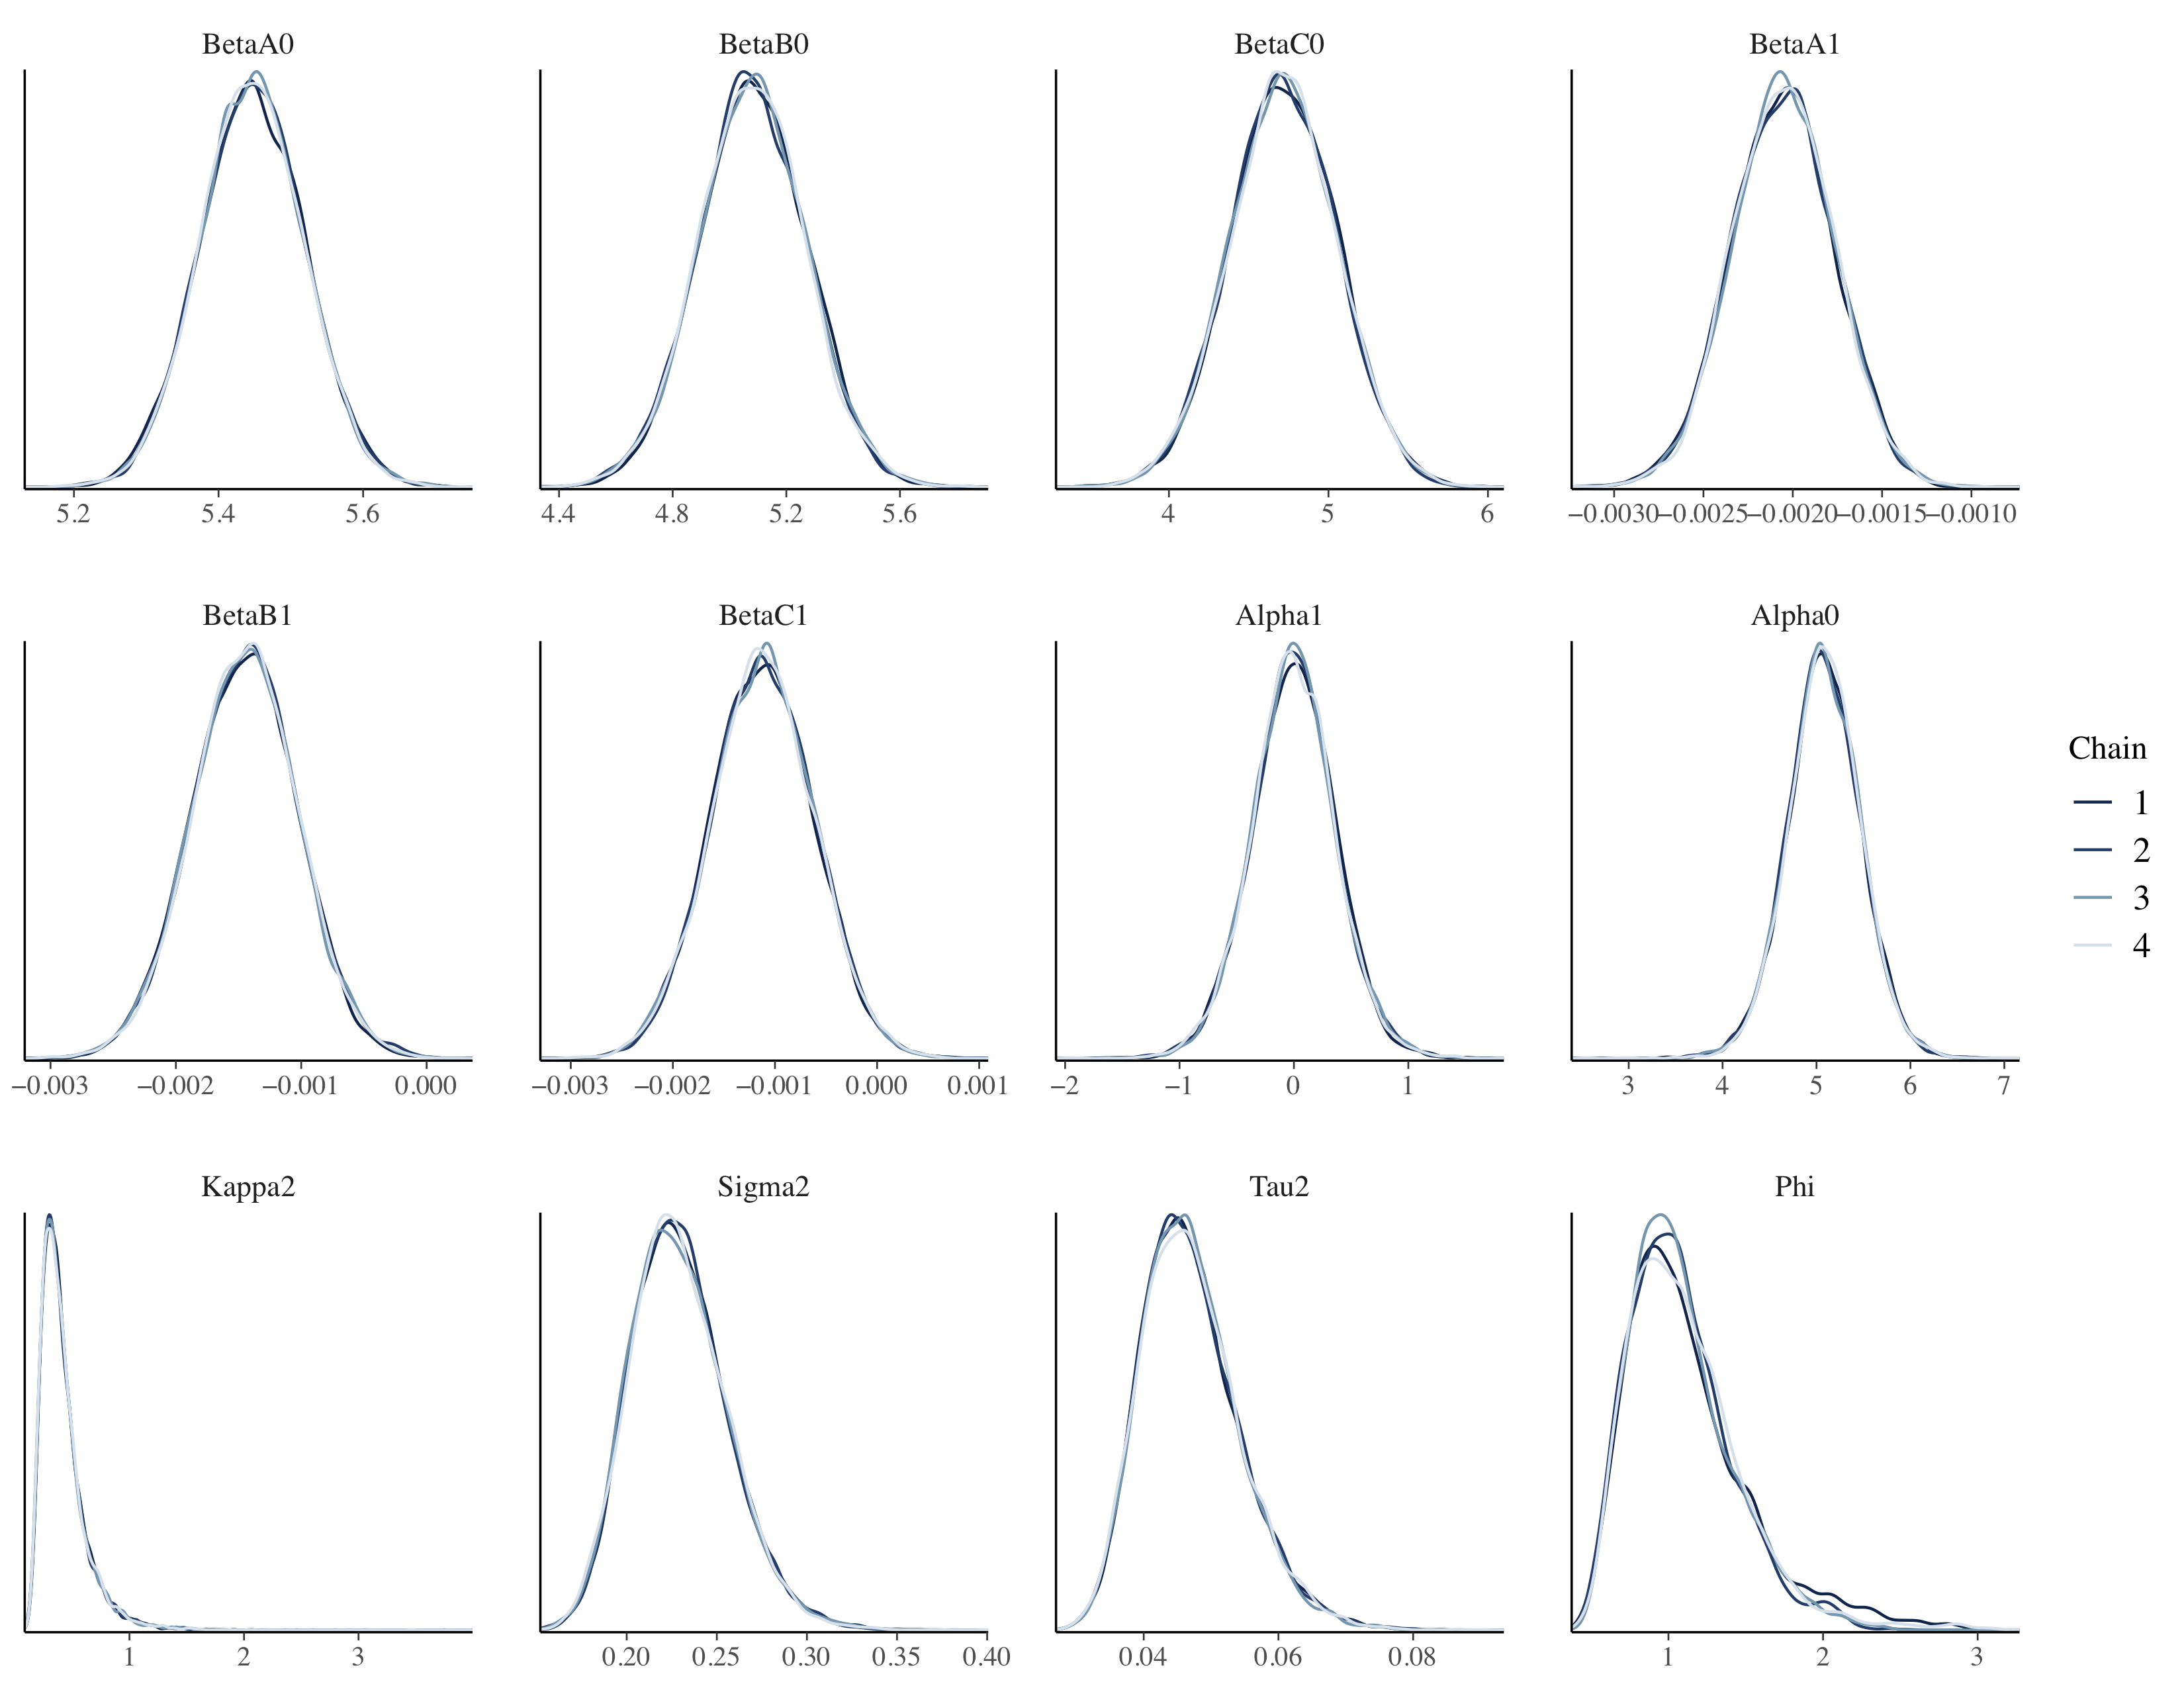 BetaA0 BetaB0 BetaC0 BetaA1
5.2 5.4 5.6 4.4 4.8 5.2 5.6 4 5 6 −0.0030 −0.0025 −0.0020 −0.0015 −0.0010
BetaB1 BetaC1 Alpha1 Alpha0
−0.003 −0.002 −0.001 0.000 −0.003 −0.002 −0.001 0.000 0.001 −2 −1 0 1 3 4 5 6 7
Kappa2 Sigma2 Tau2 Phi
1 2 3 0.20 0.25 0.30 0.35 0.40 0.04 0.06 0.08 1 2 3
Chain
1
2
3
4